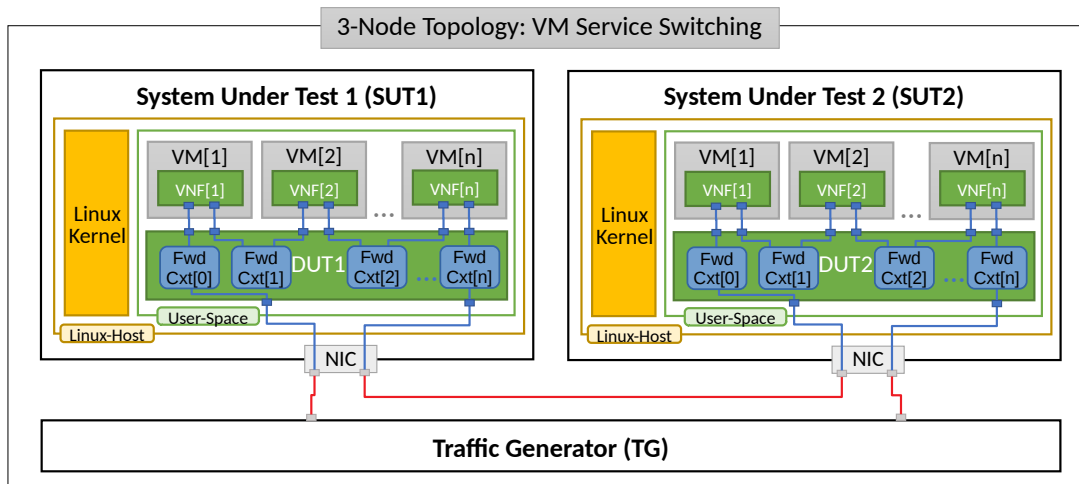 3-Node Topology: VM Service Switching
System Under Test 1 (SUT1)
Linux
Kernel
VM[1]
VNF[1]
VM[2]
VNF[2]
...
VM[n]
VNF[n]
DUT1
Fwd
Cxt[0]
Fwd
Cxt[1]
Fwd
Cxt[2]
...
Fwd
Cxt[n]
User-Space
Linux-Host
NIC
System Under Test 2 (SUT2)
Linux
Kernel
VM[1]
VNF[1]
VM[2]
VNF[2]
...
VM[n]
VNF[n]
DUT2
Fwd
Cxt[0]
Fwd
Cxt[1]
Fwd
Cxt[2]
...
Fwd
Cxt[n]
User-Space
Linux-Host
NIC
Traffic Generator (TG)